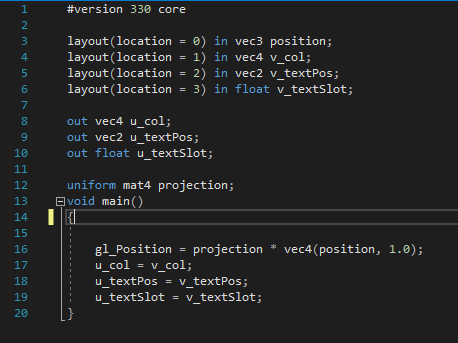 1 #version 330 core
2
3 layout(location = 0) in vec3 position;
4 layout(location = 1) in vec4 v_col;
5 layout(location = 2) in vec2 v_textPos;
6 layout(location = 3) in float v_textSlot;
7
8 out vec4 u_col;
9 out vec2 u_textPos;
10 out float u_textSlot;
11
12 uniform mat4 projection;
13 void main()
14 {
15
16 gl_Position = projection * vec4(position, 1.0);
17 u_col = v_col;
18 u_textPos = v_textPos;
19 u_textSlot = v_textSlot;
20 }